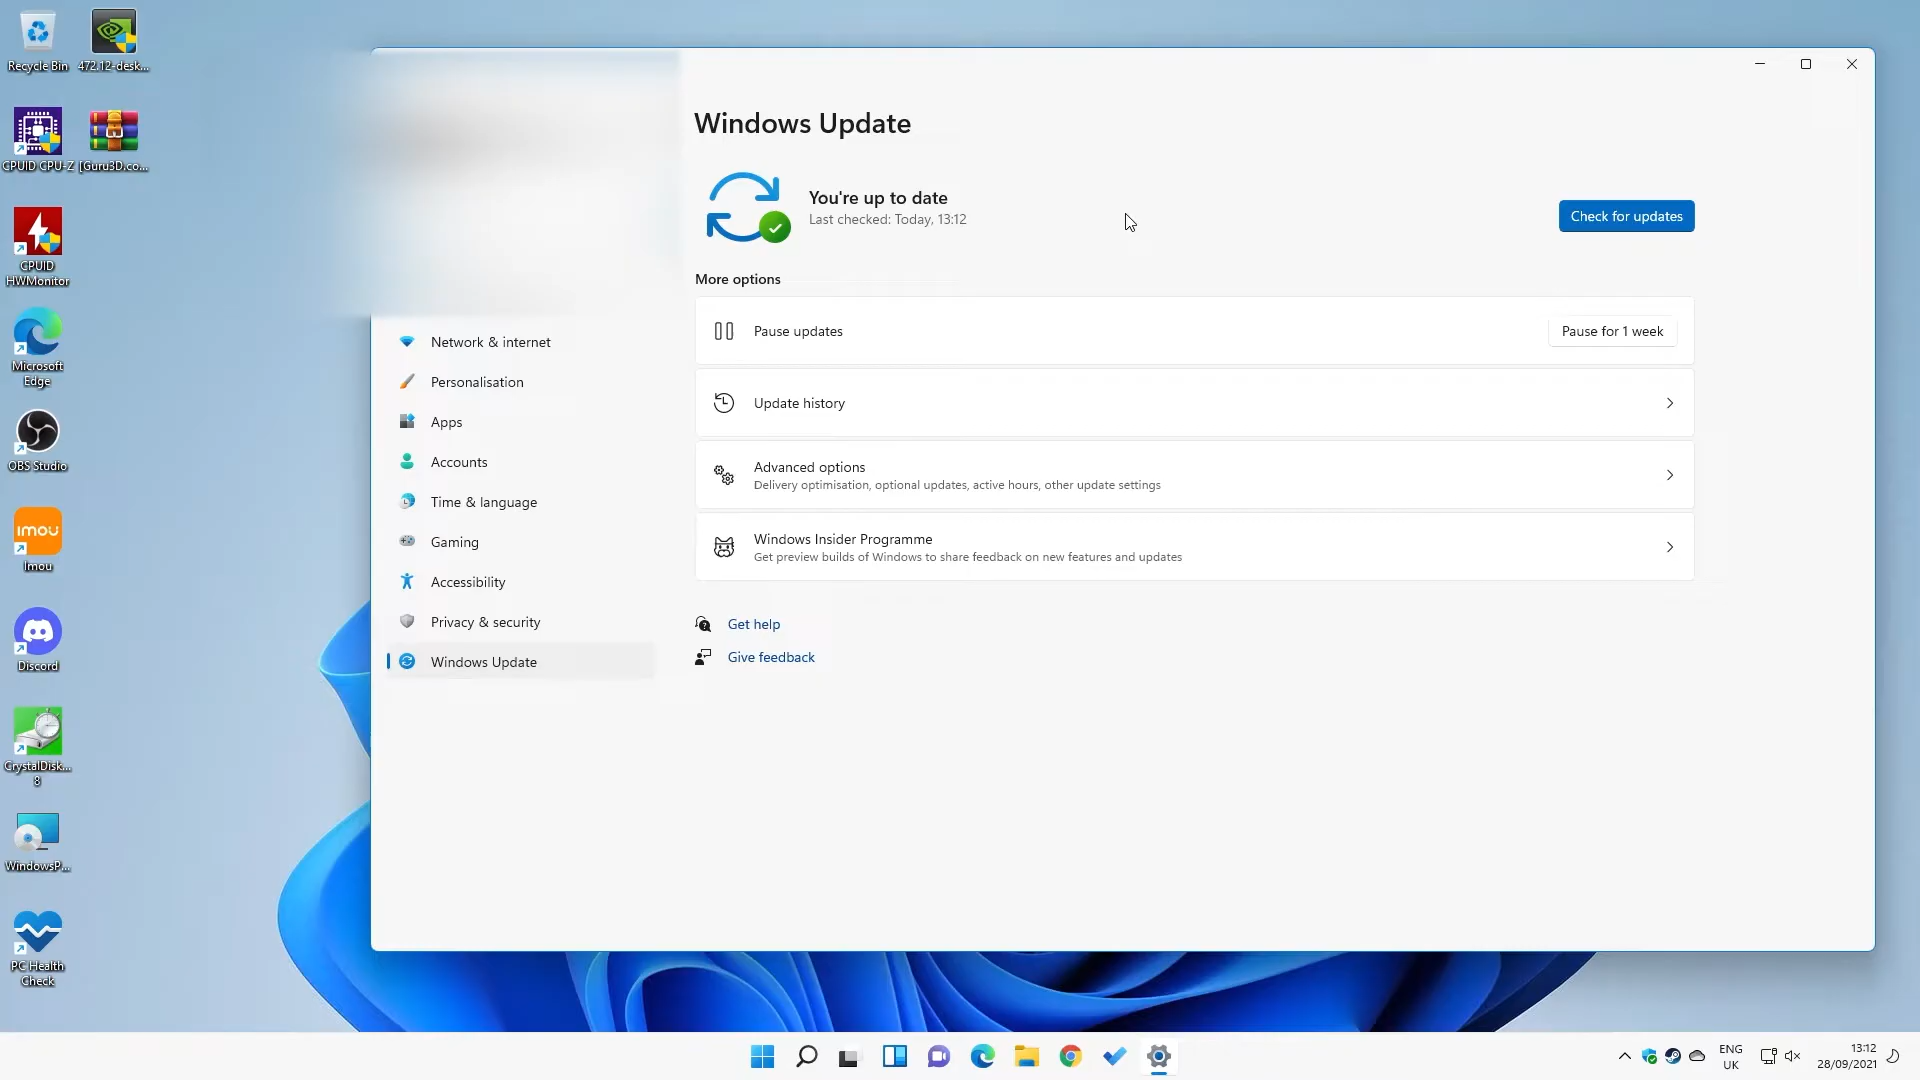 Recycle Bin
472.12-desk...
CPUID CPU-Z
[Guru3D.co...
CPUID
HWMonitor
Microsoft
Edge
OBS Studio
imou
Imou
Discord
CrystalDisk...
8
WindowsP...
PC Health
Check
Network & internet
Personalisation
Apps
Accounts
Time & language
Gaming
Accessibility
Privacy & security
Windows Update
Windows Update
You're up to date
Last checked: Today, 13:12
Check for updates
More options
Pause updates
Pause for 1 week
Update history
Advanced options
Delivery optimisation, optional updates, active hours, other update settings
Windows Insider Programme
Get preview builds of Windows to share feedback on new features and updates
Get help
Give feedback
ENG
UK
13:12
28/09/2021